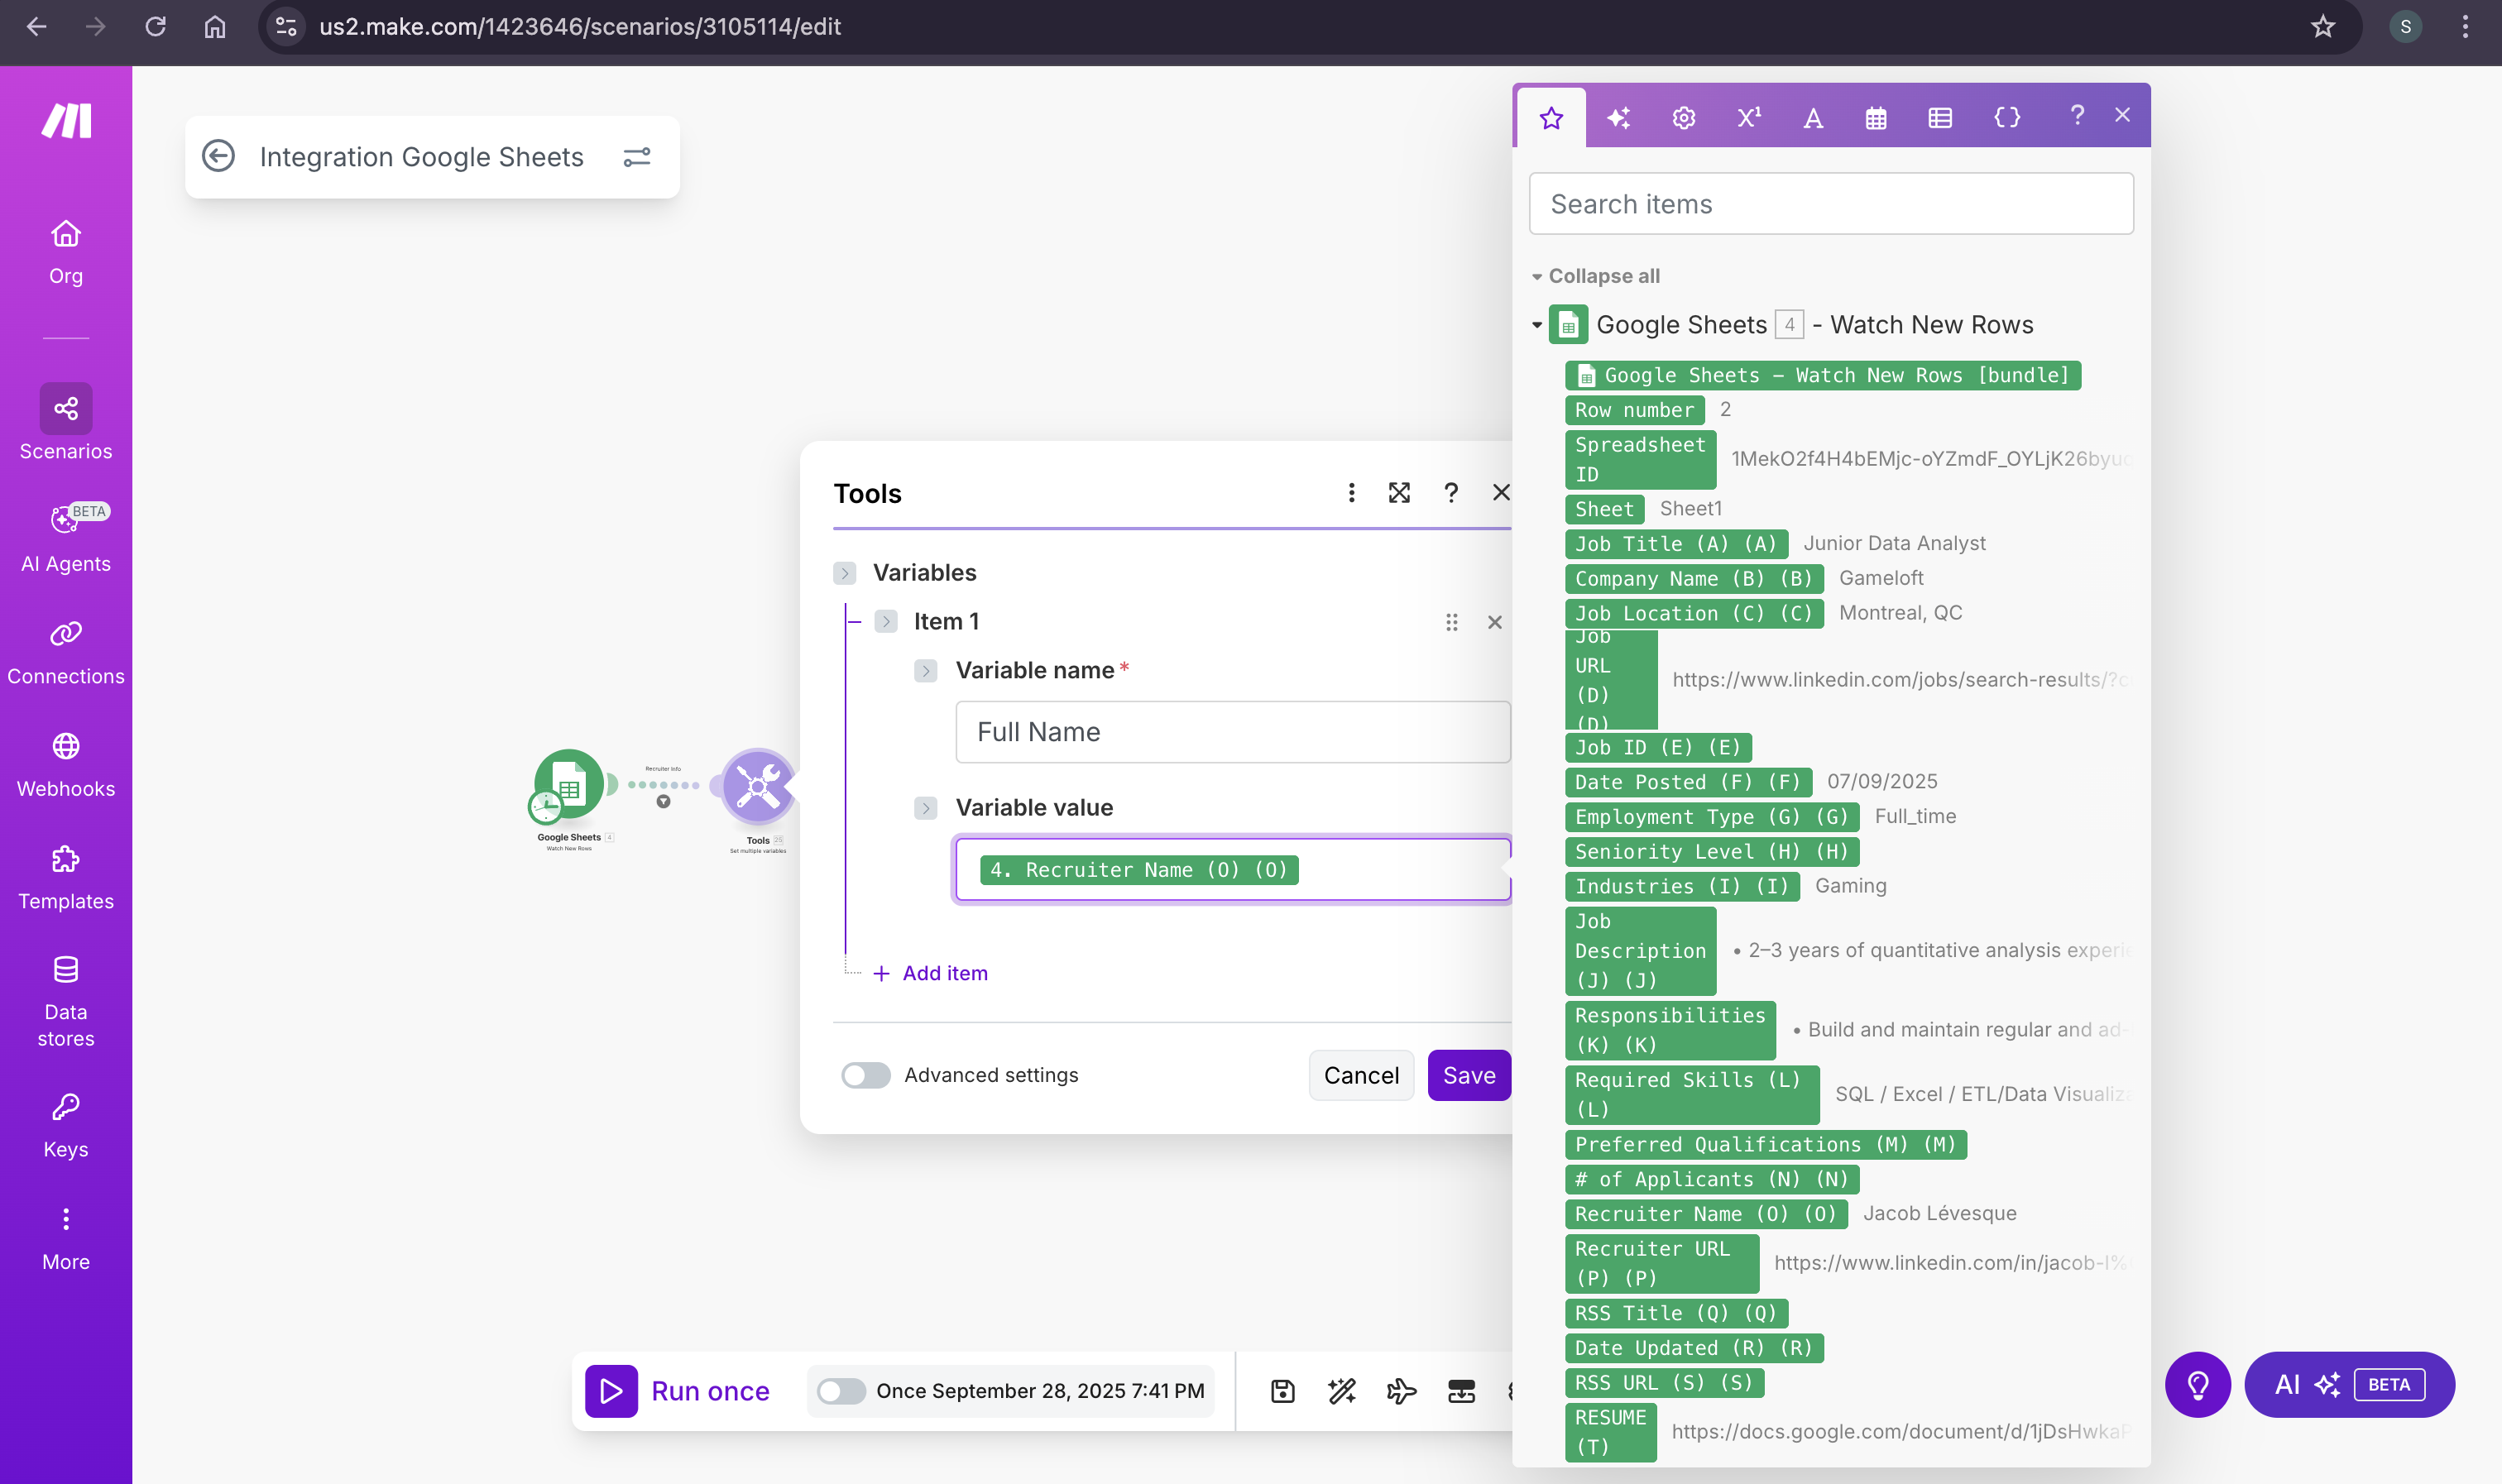 us2.make.com/1423646/scenarios/3105114/edit
S
Integration Google Sheets
Org
Scenarios
BETA
AI Agents
Connections
Webhooks
Templates
Data
stores
Keys
More
Recruiter Info
Google Sheets 4
Watch New Rows
Tools 25
Set multiple variables
Tools
?
Variables
Item 1
Variable name*
Full Name
Variable value
4. Recruiter Name (O) (O)
+ Add item
Advanced settings
Cancel
Save
Run once
Once September 28, 2025 7:41 PM
?
Search items
Collapse all
Google Sheets 4 - Watch New Rows
Google Sheets – Watch New Rows [bundle]
Row number 2
Spreadsheet
ID 1MekO2f4H4bEMjc-oYZmdF_OYLjK26byu
Sheet Sheet1
Job Title (A) (A) Junior Data Analyst
Company Name (B) (B) Gameloft
Job Location (C) (C) Montreal, QC
Job
URL
(D)
(D) https://www.linkedin.com/jobs/search-results/?c
Job ID (E) (E)
Date Posted (F) (F) 07/09/2025
Employment Type (G) (G) Full_time
Seniority Level (H) (H)
Industries (I) (I) Gaming
Job
Description
(J) (J) • 2–3 years of quantitative analysis experie
Responsibilities
(K) (K) • Build and maintain regular and ad-
Required Skills (L)
(L) SQL / Excel / ETL/Data Visualiza
Preferred Qualifications (M) (M)
# of Applicants (N) (N)
Recruiter Name (O) (O) Jacob Lévesque
Recruiter URL
(P) (P) https://www.linkedin.com/in/jacob-l%
RSS Title (Q) (Q)
Date Updated (R) (R)
RSS URL (S) (S)
RESUME
(T) https://docs.google.com/document/d/1jDsHwkaP
AI BETA